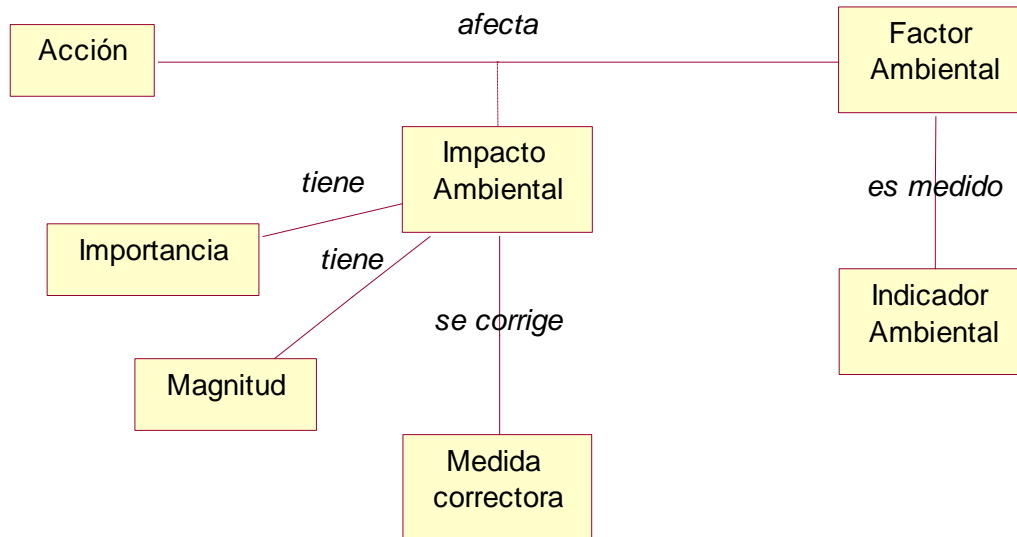 afecta
Acción
Factor
Ambiental
Impacto
Ambiental
tiene
es medido
Importancia
tiene
Indicador
Ambiental
se corrige
Magnitud
Medida
correctora